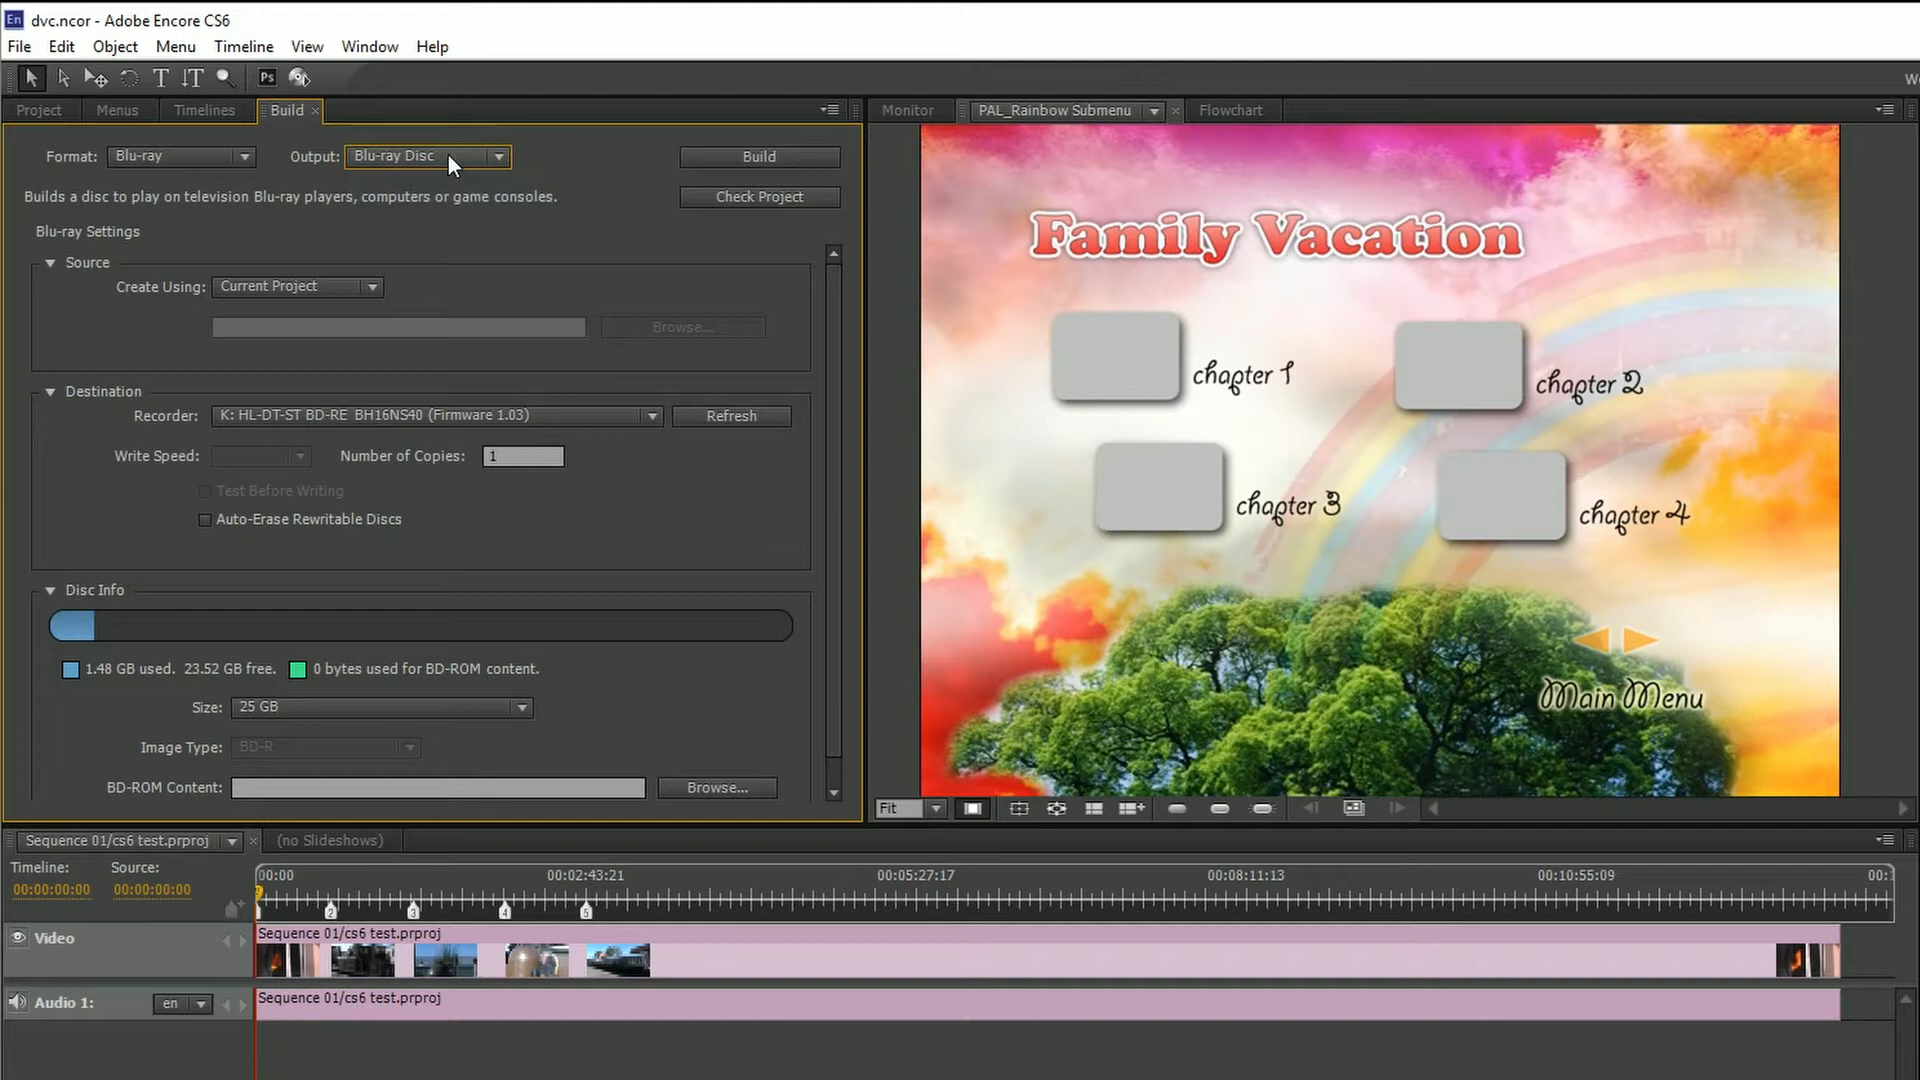 En dvc.ncor - Adobe Encore CS6
File Edit Object Menu Timeline View Window Help
Ps
Project Menus Timelines Build
Monitor PAL_Rainbow Submenu Flowchart
Format: Blu-ray Output: Blu-ray Disc Build
Builds a disc to play on television Blu-ray players, computers or game consoles. Check Project
Blu-ray Settings
Source
Create Using: Current Project
Browse...
Destination
Recorder: K: HL-DT-ST BD-RE BH16NS40 (Firmware 1.03) Refresh
Write Speed: Number of Copies: 1
Test Before Writing
Auto-Erase Rewritable Discs
Disc Info
1.48 GB used. 23.52 GB free. 0 bytes used for BD-ROM content.
Size: 25 GB
Image Type: BD-R
BD-ROM Content: Browse...
Family Vacation
chapter 1 chapter 2
chapter 3 chapter 4
Main Menu
Fit
Sequence 01/cs6 test.prproj (no Slideshows)
Timeline: Source:
00:00:00:00 00:00:00:00
00:00 00:02:43:21 00:05:27:17 00:08:11:13 00:10:55:09
2 3 4 5
Video Sequence 01/cs6 test.prproj
Audio 1: en Sequence 01/cs6 test.prproj